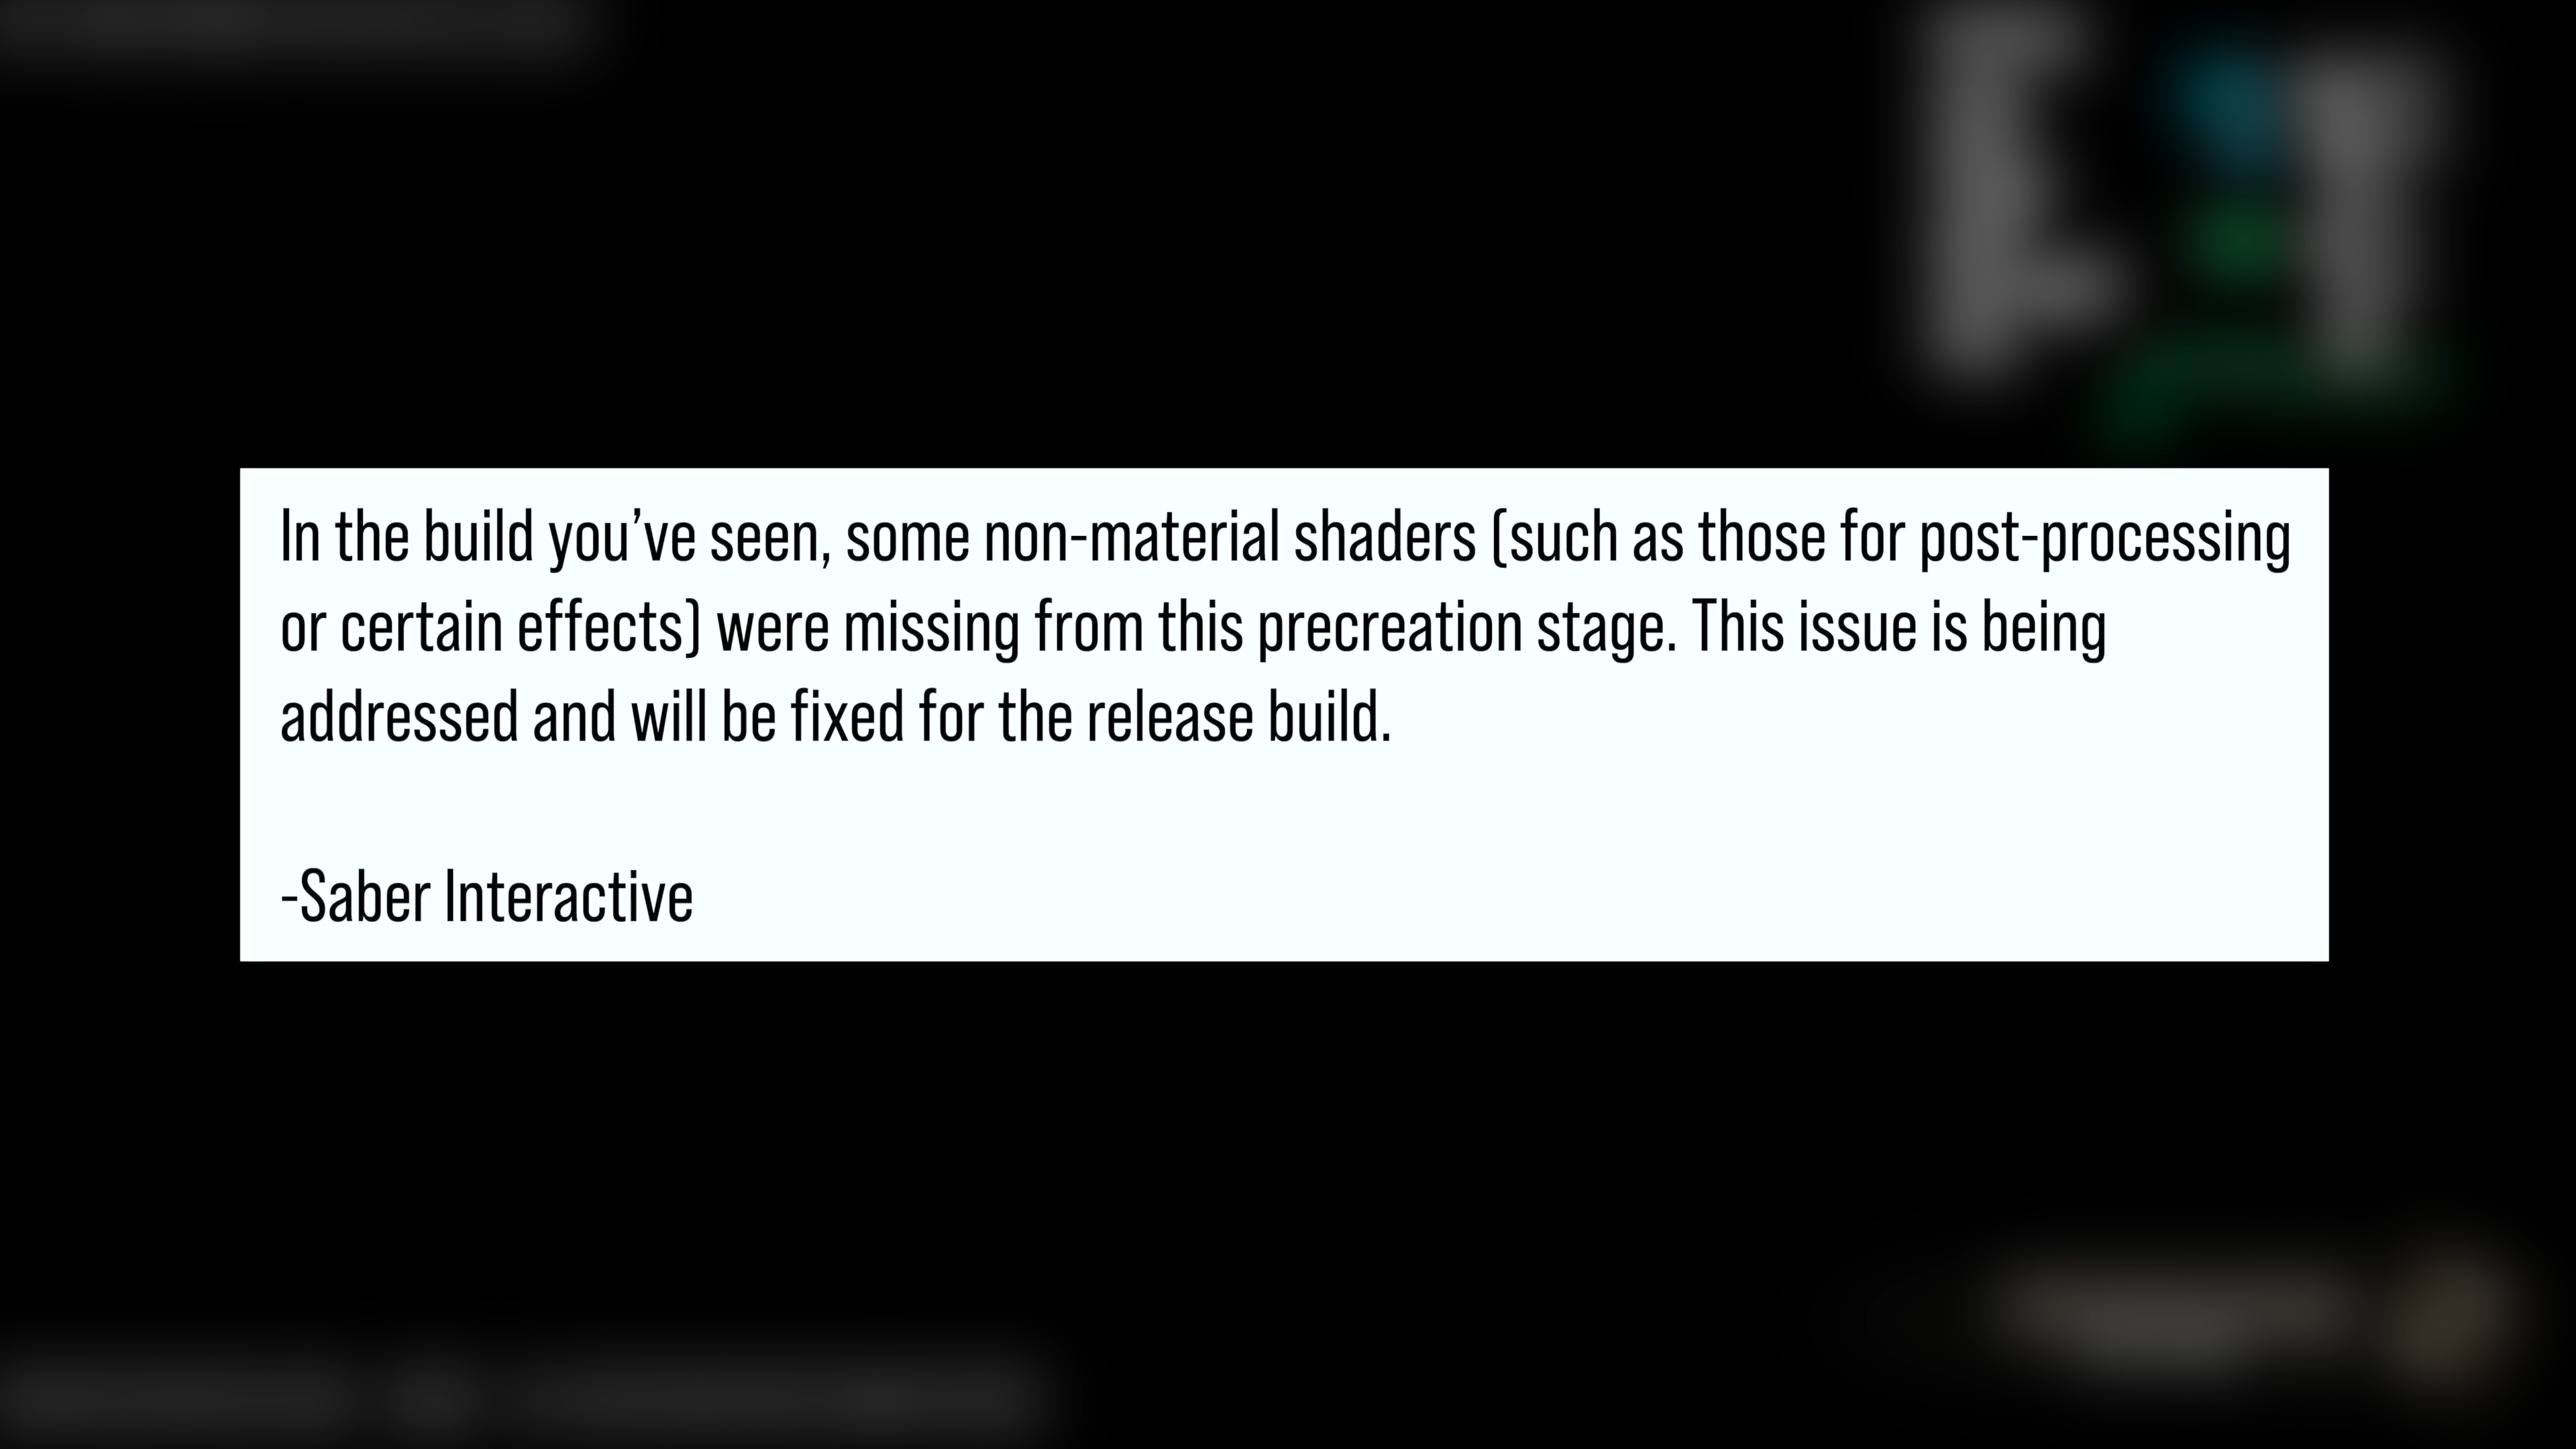 In the build you’ve seen, some non-material shaders (such as those for post-processing
or certain effects) were missing from this precreation stage. This issue is being
addressed and will be fixed for the release build.
-Saber Interactive